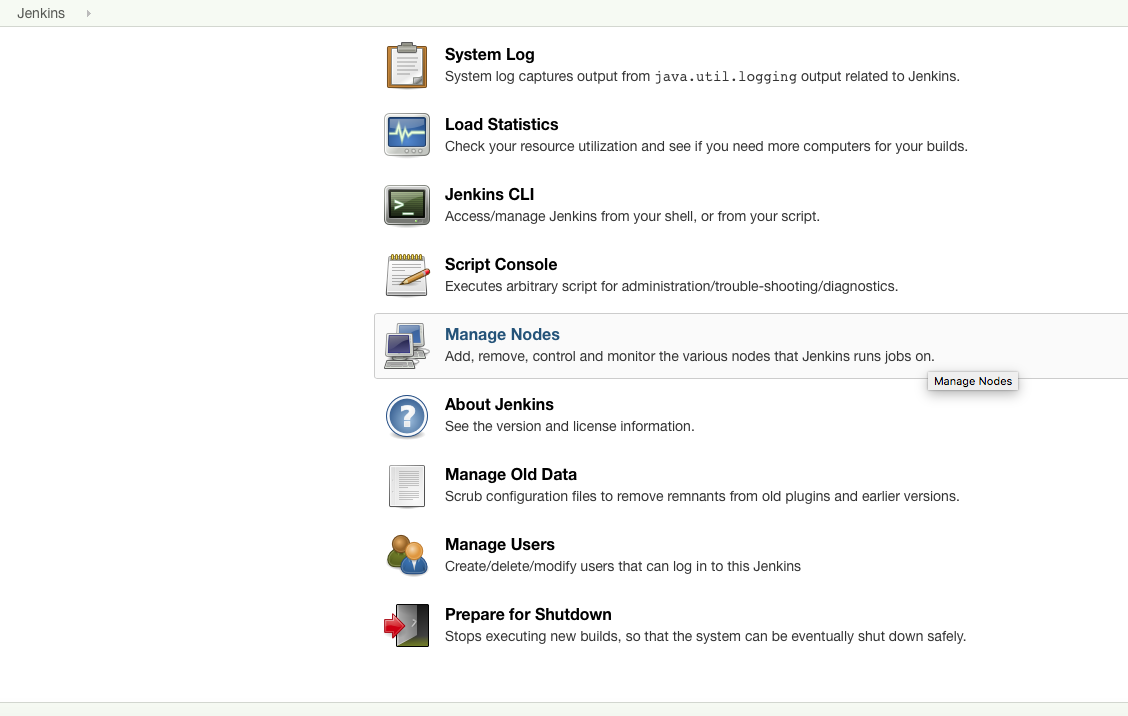 Jenkins
System Log
System log captures output from java.util.logging output related to Jenkins.
Load Statistics
Check your resource utilization and see if you need more computers for your builds.
Jenkins CLI
Access/manage Jenkins from your shell, or from your script.
Script Console
Executes arbitrary script for administration/trouble-shooting/diagnostics.
Manage Nodes
Add, remove, control and monitor the various nodes that Jenkins runs jobs on.
Manage Nodes
About Jenkins
See the version and license information.
Manage Old Data
Scrub configuration files to remove remnants from old plugins and earlier versions.
Manage Users
Create/delete/modify users that can log in to this Jenkins
Prepare for Shutdown
Stops executing new builds, so that the system can be eventually shut down safely.